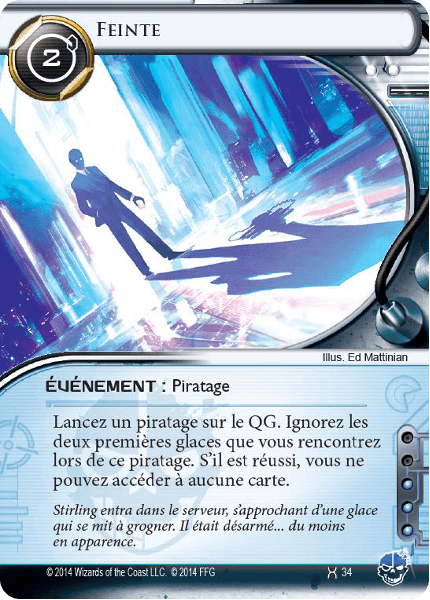 FEINTE
2
Illus. Ed Mattinian
ÉVÉNEMENT : Piratage
Lancez un piratage sur le QG. Ignorez les
deux premières glaces que vous rencontrez
lors de ce piratage. S'il est réussi, vous ne
pouvez accéder à aucune carte.
Stirling entra dans le serveur, s'approchant d'une glace
qui se mit à grogner. Il était désarmé... du moins
en apparence.
© 2014 Wizards of the Coast LLC. © 2014 FFG
34